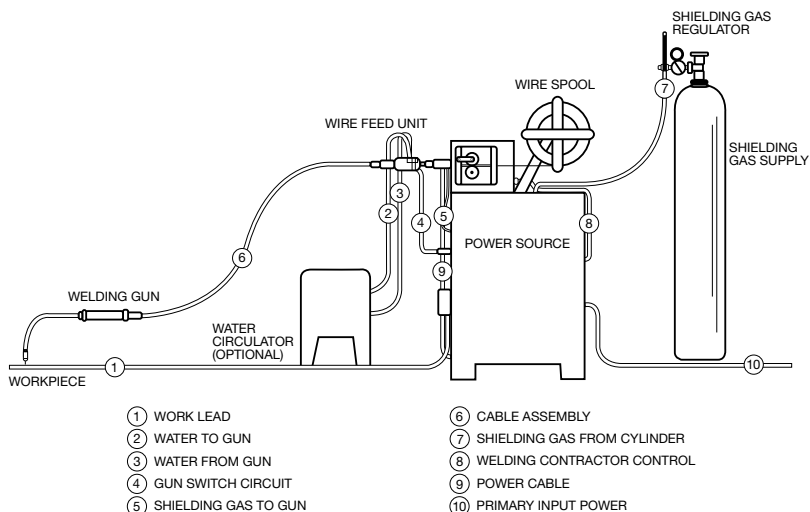 SHIELDING GAS
REGULATOR
7
WIRE SPOOL
WIRE FEED UNIT
SHIELDING
GAS SUPPLY
3
2
5
4
8
POWER SOURCE
6
9
WELDING GUN
WATER
CIRCULATOR
(OPTIONAL)
1
10
WORKPIECE
1 WORK LEAD
2 WATER TO GUN
3 WATER FROM GUN
4 GUN SWITCH CIRCUIT
5 SHIELDING GAS TO GUN
6 CABLE ASSEMBLY
7 SHIELDING GAS FROM CYLINDER
8 WELDING CONTRACTOR CONTROL
9 POWER CABLE
10 PRIMARY INPUT POWER